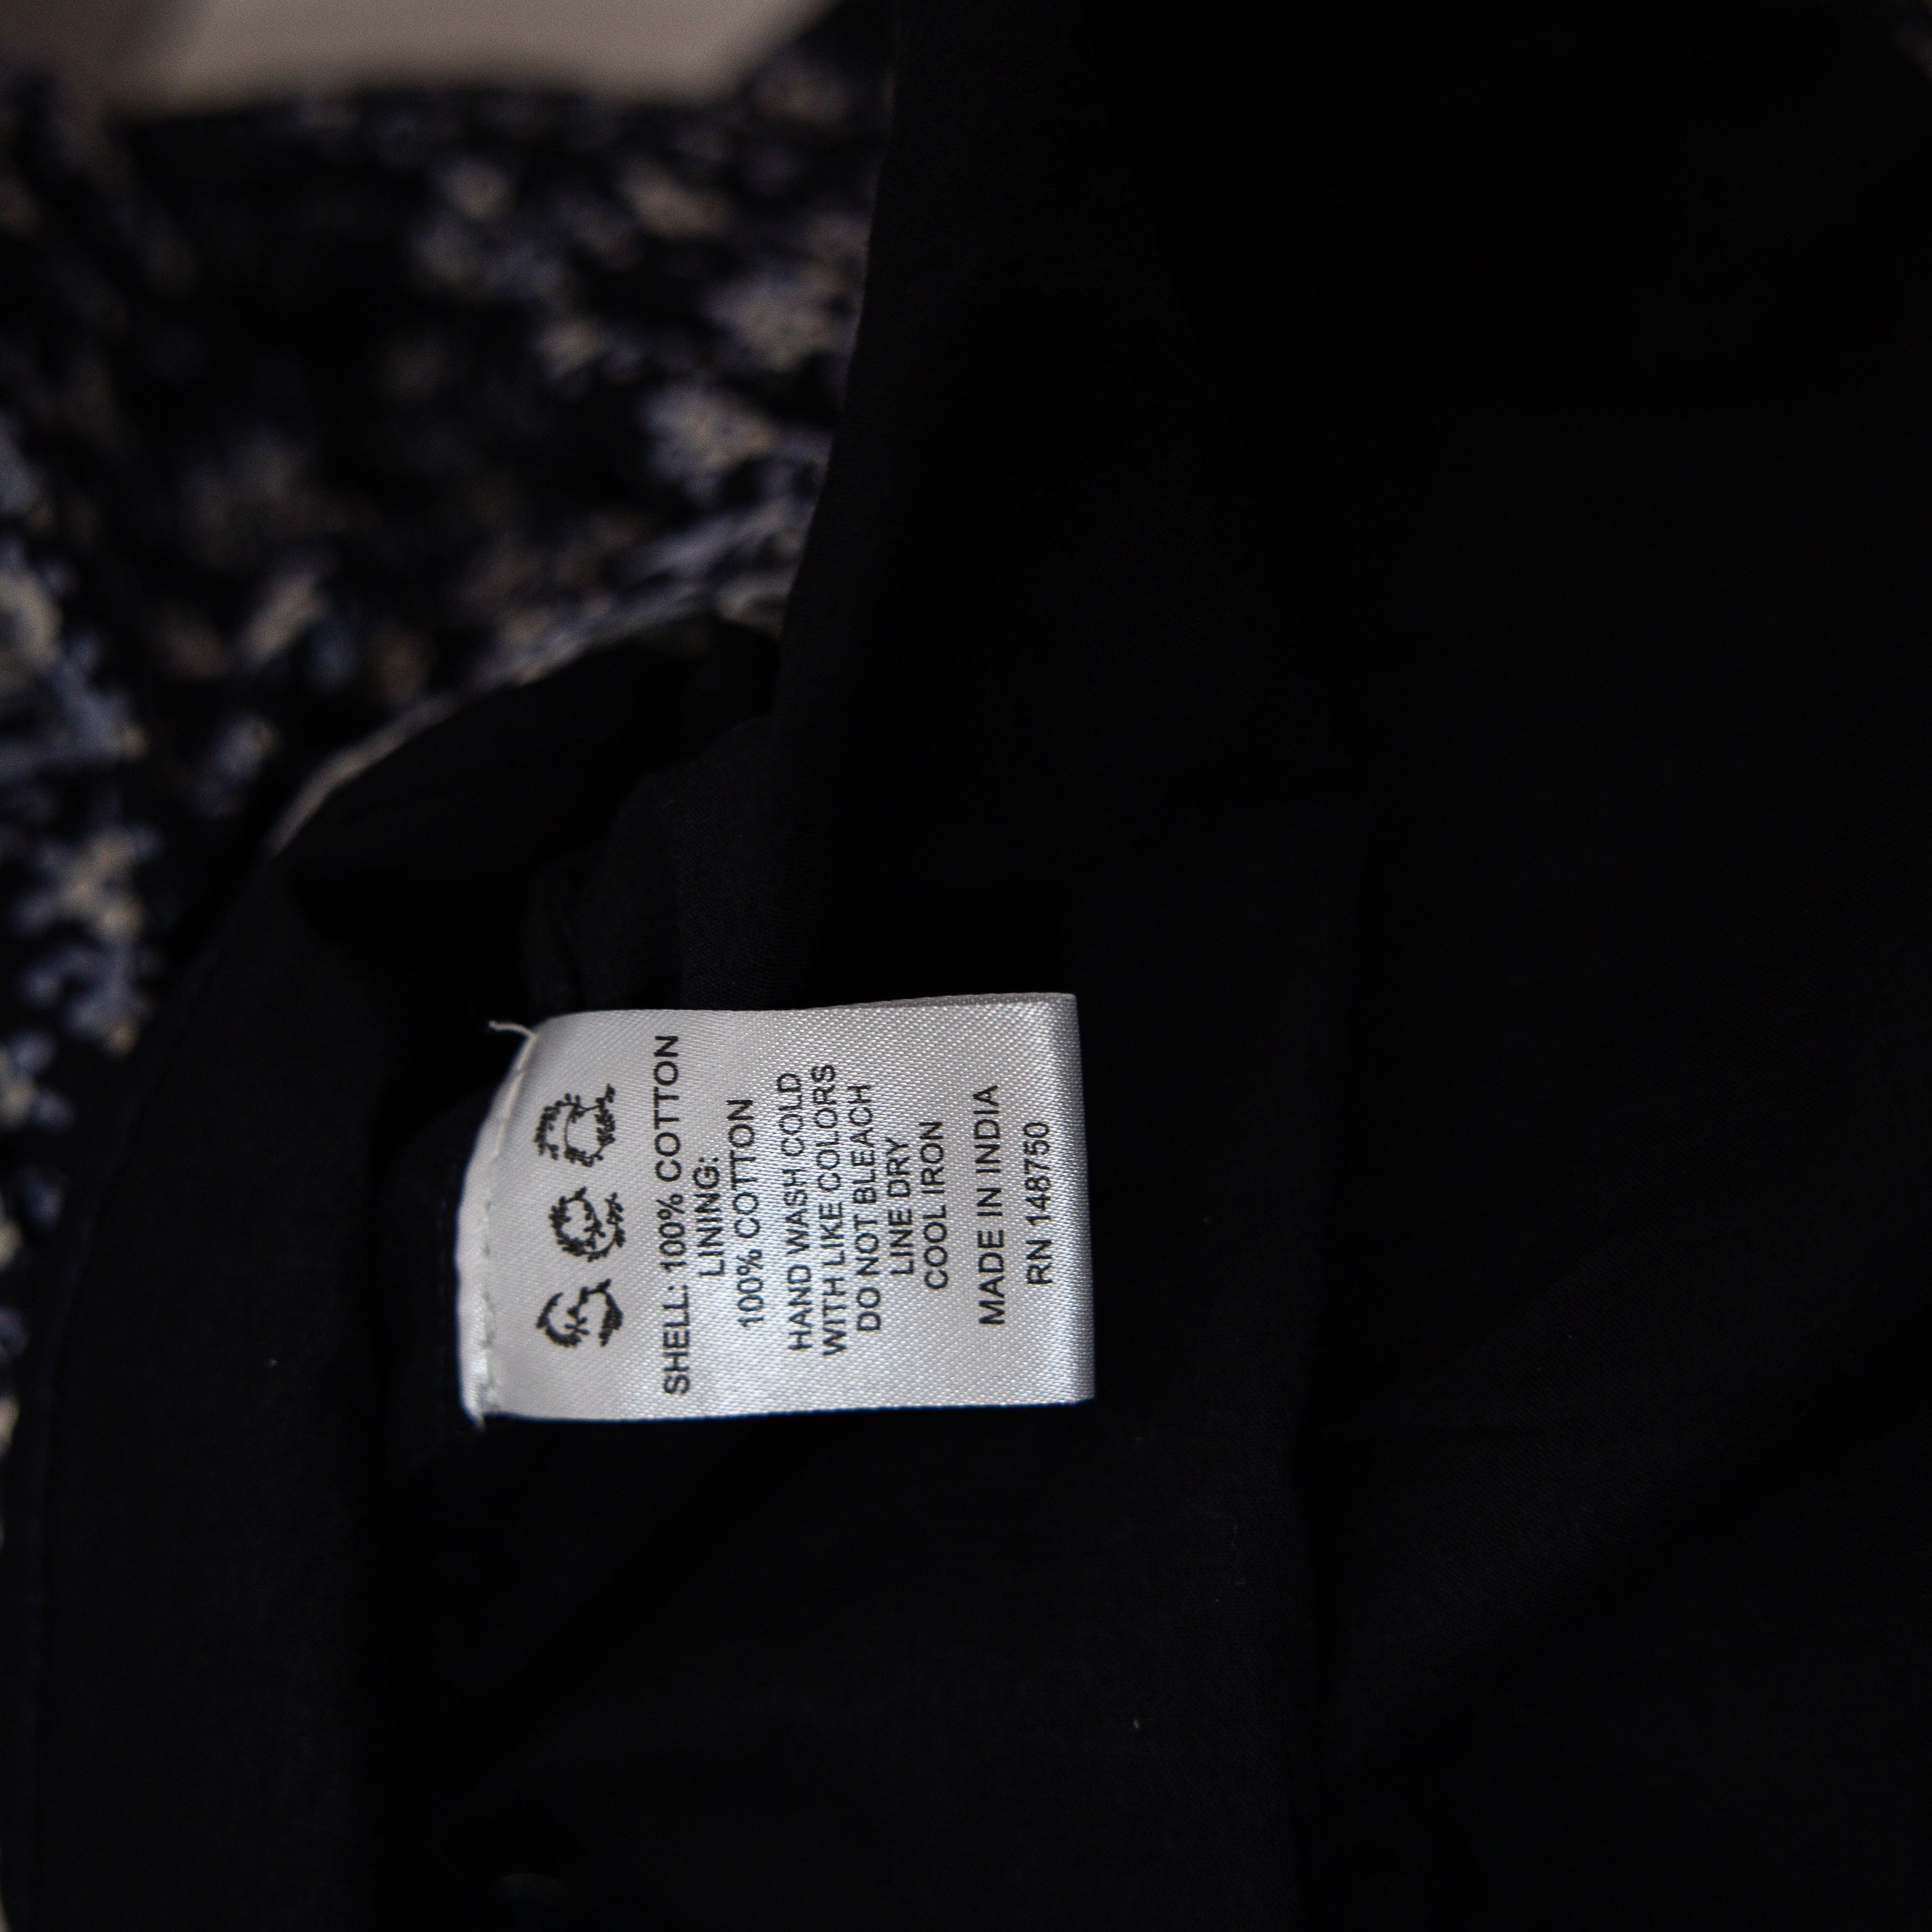 SEA
SHELL: 100% COTTON
LINING:
100% COTTON
HAND WASH COLD
WITH LIKE COLORS
DO NOT BLEACH
LINE DRY
COOL IRON
MADE IN INDIA
RN 148750